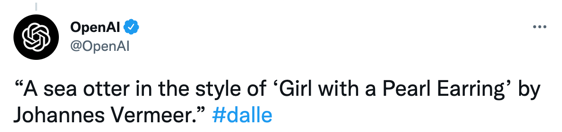 OpenAI
@OpenAI
“A sea otter in the style of ‘Girl with a Pearl Earring’ by
Johannes Vermeer.” #dalle